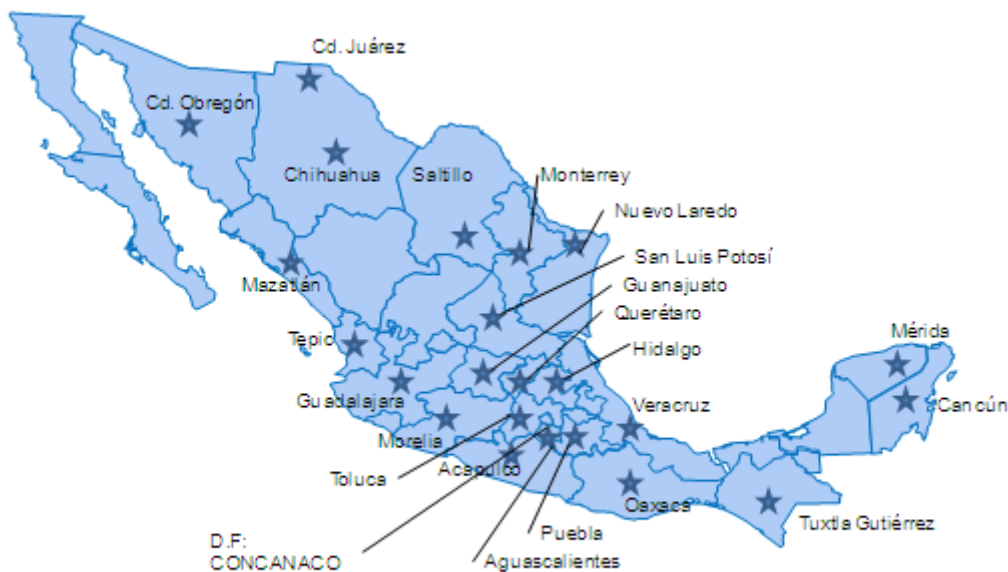 Cd. Juárez
Cd. Obregón
Chihuahua
Saltillo
Monterrey
Nuevo Laredo
San Luis Potosí
Mazatlán
Guanajuato
Querétaro
Tepic
Hidalgo
Mérida
Guadalajara
Veracruz
Cancún
Morelia
Acapulco
Toluca
Oaxaca
Tuxtla Gutiérrez
Puebla
D.F:
CONCANACO
Aguascalientes